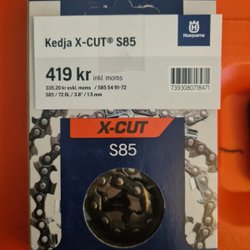 Kedja X-CUT® S85
Husqvarna
419 kr inkl. moms
335,20 kr exkl. moms / 585 54 91-72
S85 / 72 DL / 3.8" / 1.5 mm
7393080718471
X-CUT
S85